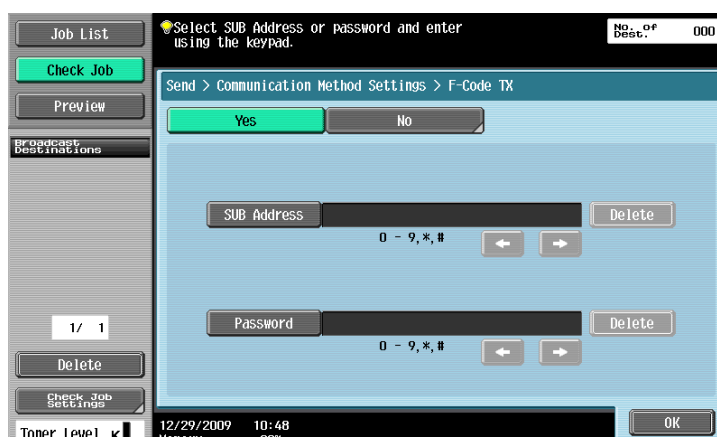 Job List
Check Job
Preview
Broadcast
Destinations
1/ 1
Delete
Check Job
Settings
Toner Level K
Select SUB Address or password and enter
using the keypad.
No. of
Dest.
000
Send > Communication Method Settings > F-Code TX
Yes
No
SUB Address
Delete
0 - 9,*,#
← →
Password
Delete
0 - 9,*,#
← →
12/29/2009 10:48
OK